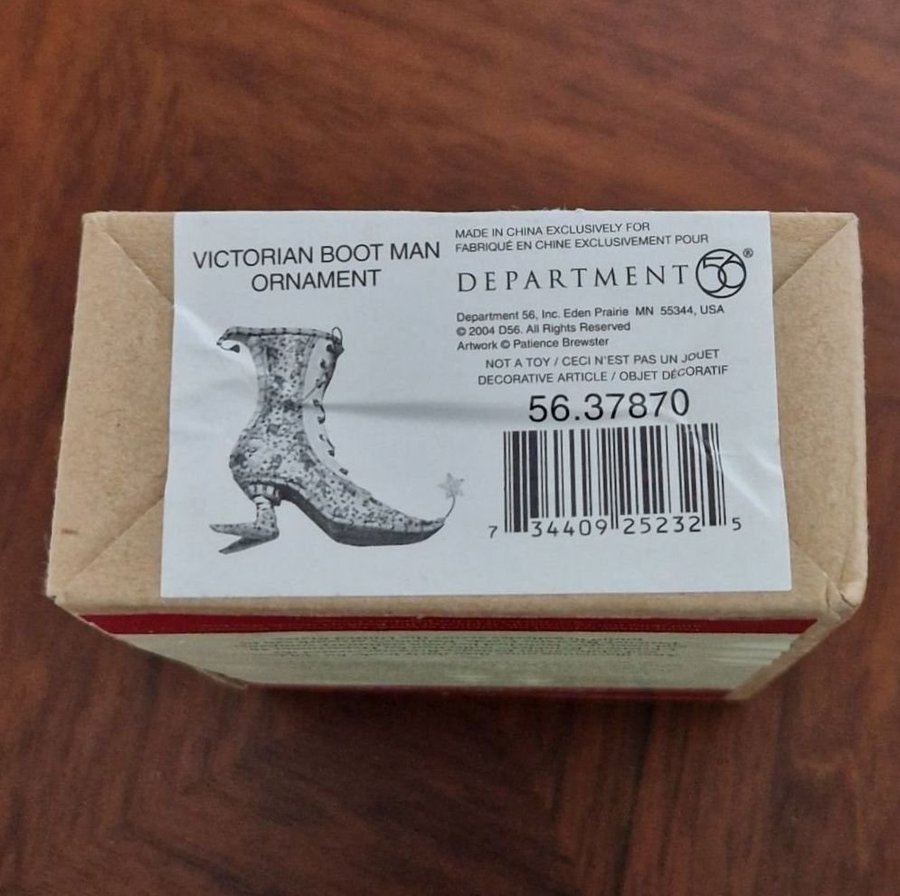 VICTORIAN BOOT MAN
ORNAMENT
MADE IN CHINA EXCLUSIVELY FOR
FABRIQUÉ EN CHINE EXCLUSIVEMENT POUR
DEPARTMENT 56®
Department 56, Inc. Eden Prairie MN 55344, USA
© 2004 D56. All Rights Reserved
Artwork © Patience Brewster
NOT A TOY / CECI N'EST PAS UN JOUET
DECORATIVE ARTICLE / OBJET DÉCORATIF
56.37870
7 34409 25232 5